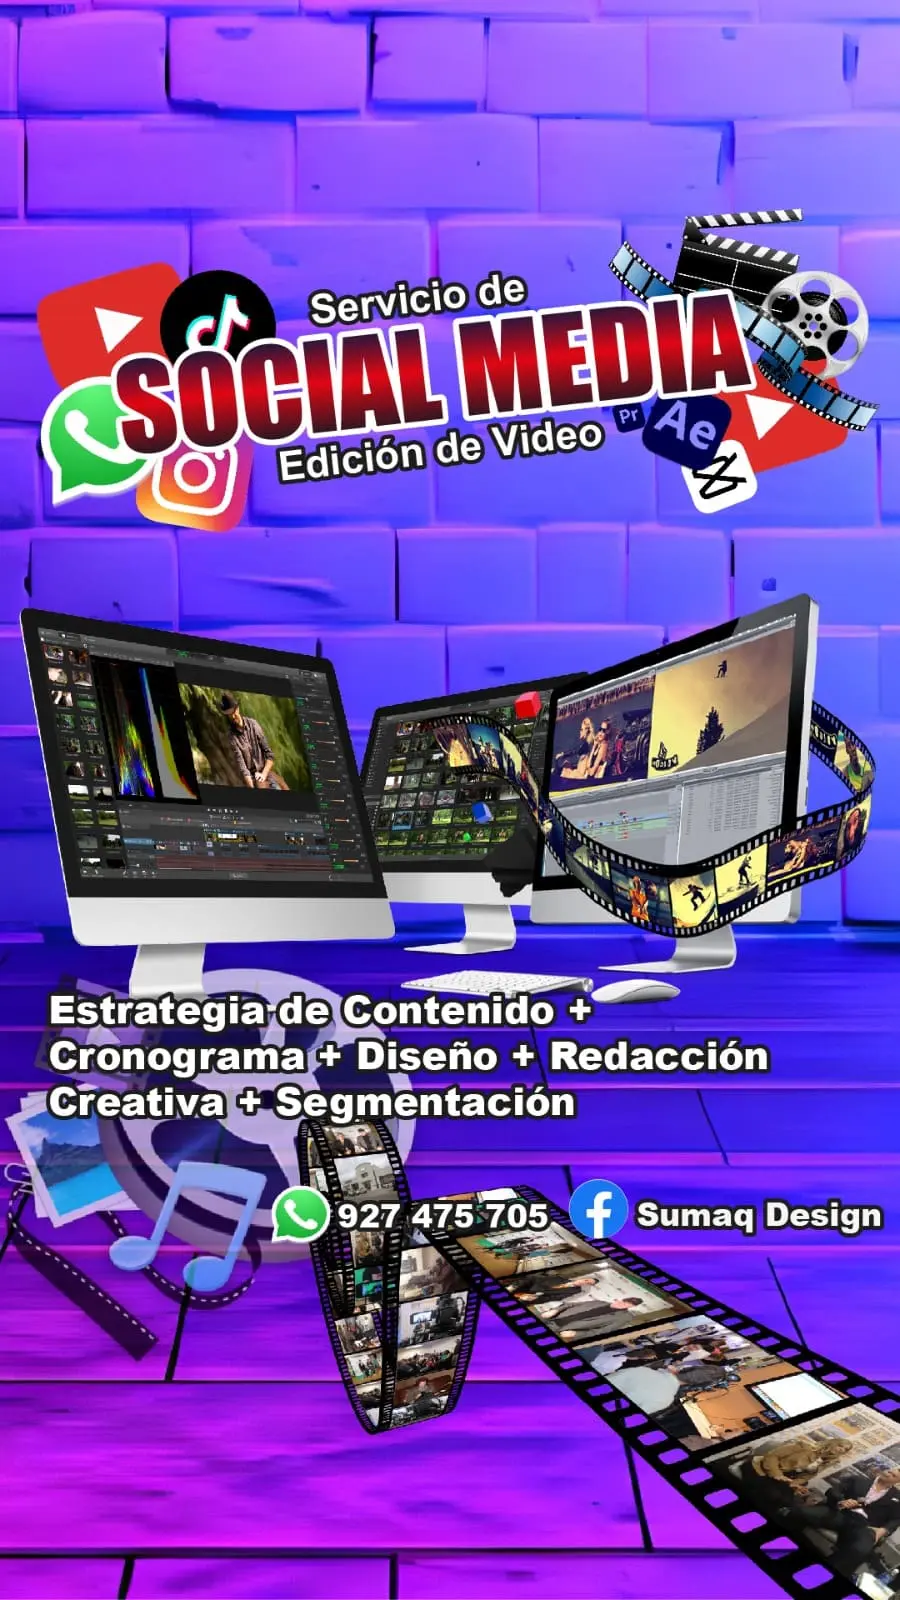 Servicio de
SOCIAL MEDIA
Edición de Video
Pr
Ae
Estrategia de Contenido +
Cronograma + Diseño + Redacción
Creativa + Segmentación
927 475 705
Sumaq Design